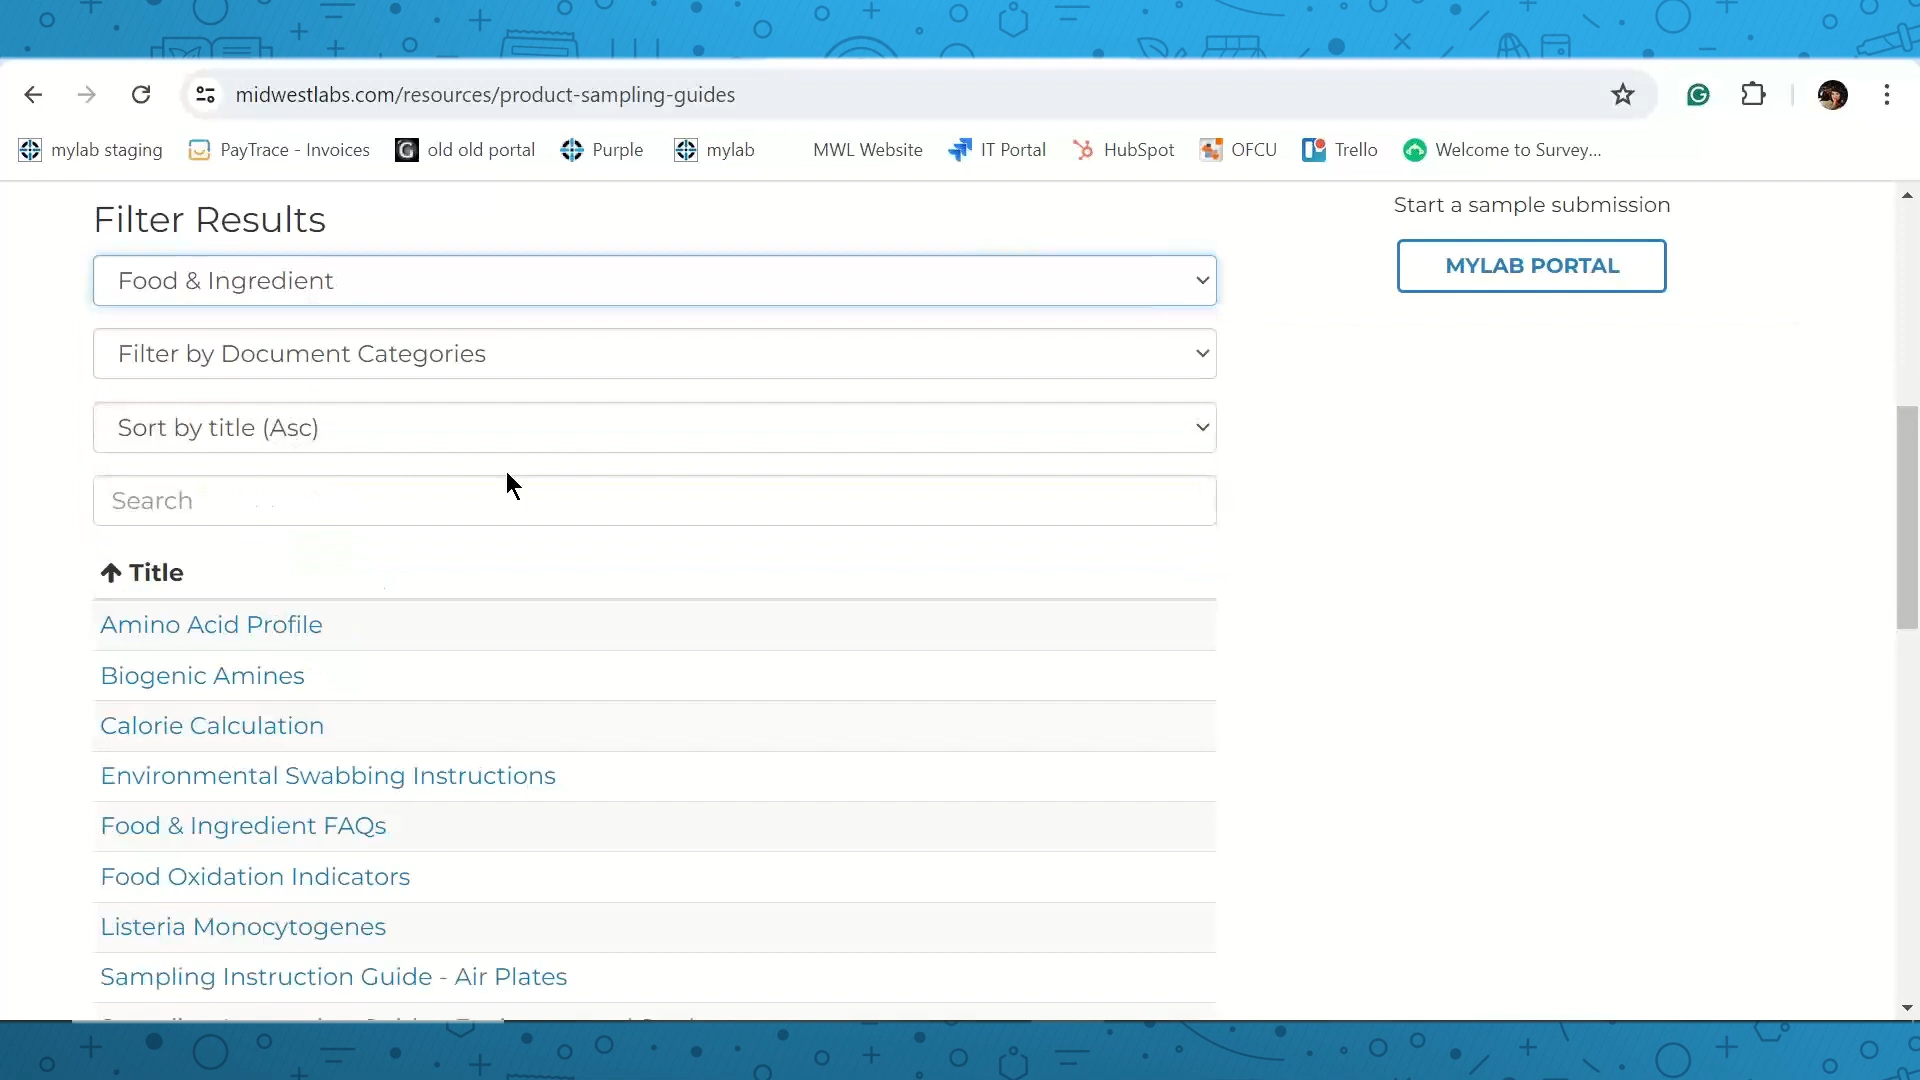 midwestlabs.com/resources/product-sampling-guides
mylab staging PayTrace - Invoices old old portal Purple mylab MWL Website IT Portal HubSpot OFCU Trello Welcome to Survey...
Filter Results
Food & Ingredient
Filter by Document Categories
Sort by title (Asc)
Search
Title
Amino Acid Profile
Biogenic Amines
Calorie Calculation
Environmental Swabbing Instructions
Food & Ingredient FAQs
Food Oxidation Indicators
Listeria Monocytogenes
Sampling Instruction Guide - Air Plates
Start a sample submission
MYLAB PORTAL